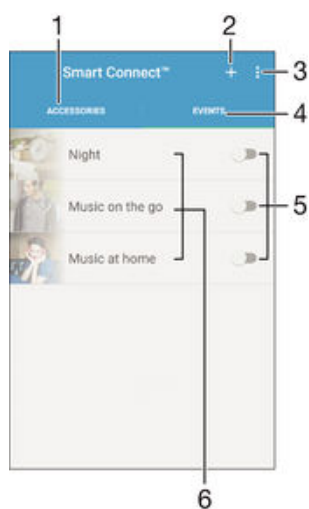 1
2
Smart Connect™ + 3
ACCESSORIES EVENTS 4
Night
Music on the go 5
Music at home
6